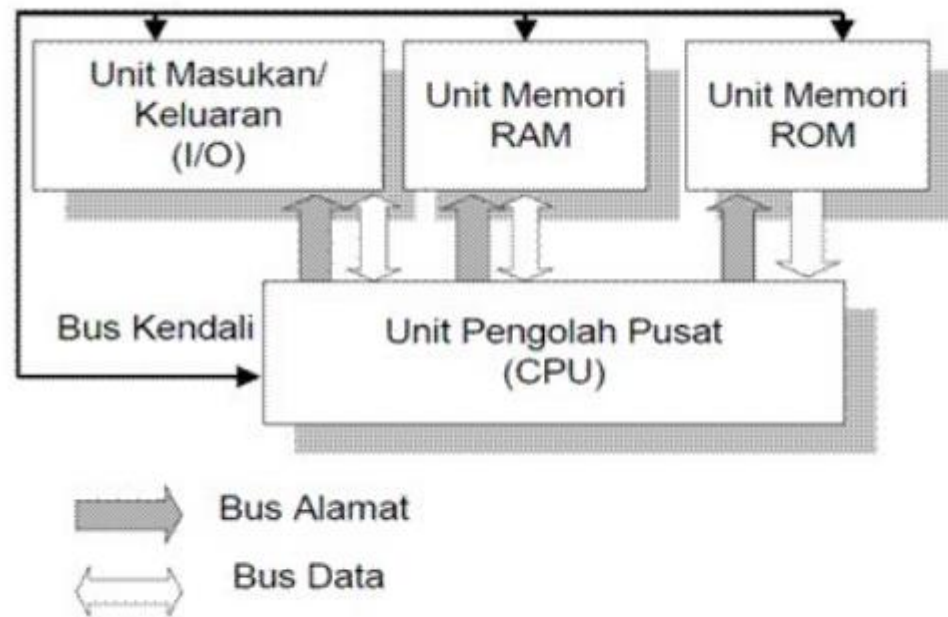 Unit Masukan/
Keluaran
(I/O)
Unit Memori
RAM
Unit Memori
ROM
Bus Kendali
Unit Pengolah Pusat
(CPU)
Bus Alamat
Bus Data